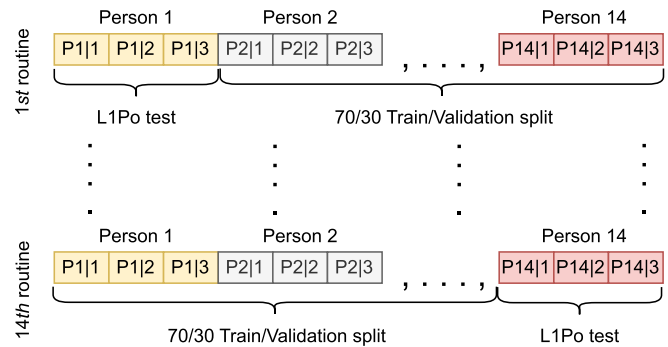 Person 1 Person 2 Person 14
1st routine
P1|1 P1|2 P1|3 P2|1 P2|2 P2|3 , . . . . , P14|1 P14|2 P14|3
L1Po test 70/30 Train/Validation split
Person 1 Person 2 Person 14
14th routine
P1|1 P1|2 P1|3 P2|1 P2|2 P2|3 , . . . . , P14|1 P14|2 P14|3
70/30 Train/Validation split L1Po test